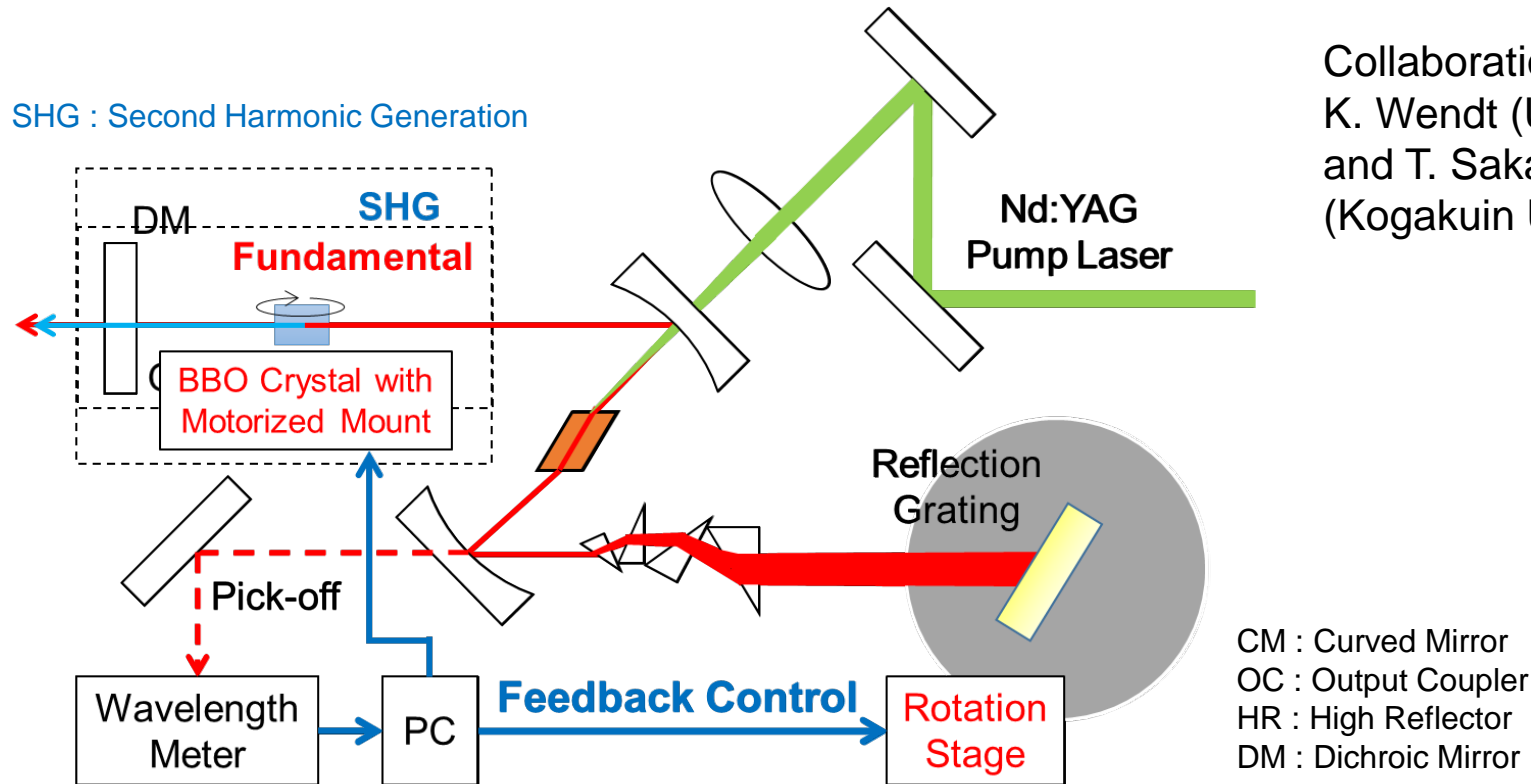 SHG : Second Harmonic Generation
Collaboratio
K. Wendt (
and T. Saka
(Kogakuin
DM
SHG
Fundamental
BBO Crystal with
Motorized Mount
Nd:YAG
Pump Laser
Reflection
Grating
Pick-off
Wavelength
Meter
PC
Feedback Control
Rotation
Stage
CM : Curved Mirror
OC : Output Coupler
HR : High Reflector
DM : Dichroic Mirror